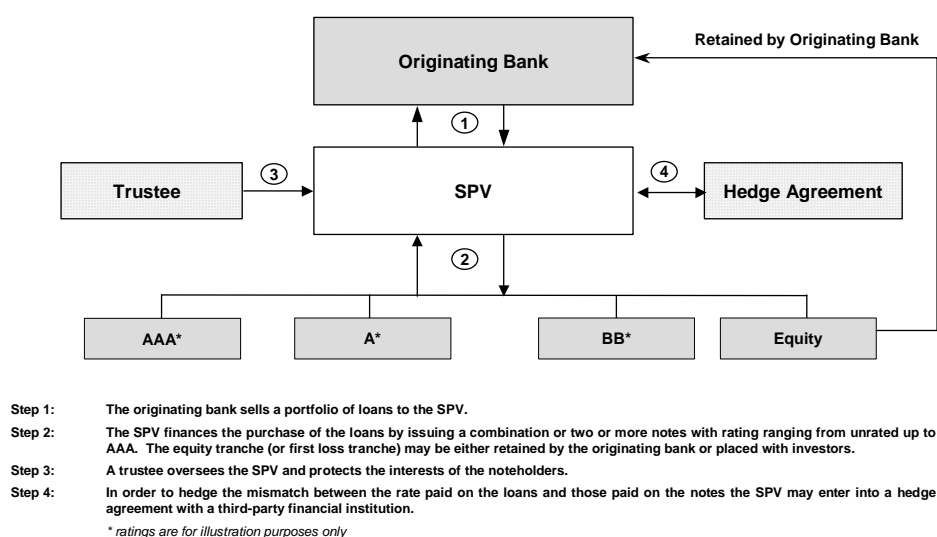 Retained by Originating Bank
Originating Bank
1
3
4
Trustee
SPV
Hedge Agreement
2
AAA*
A*
BB*
Equity
Step 1: The originating bank sells a portfolio of loans to the SPV.
Step 2: The SPV finances the purchase of the loans by issuing a combination or two or more notes with rating ranging from unrated up to
AAA. The equity tranche (or first loss tranche) may be either retained by the originating bank or placed with investors.
Step 3: A trustee oversees the SPV and protects the interests of the noteholders.
Step 4: In order to hedge the mismatch between the rate paid on the loans and those paid on the notes the SPV may enter into a hedge
agreement with a third-party financial institution.
* ratings are for illustration purposes only